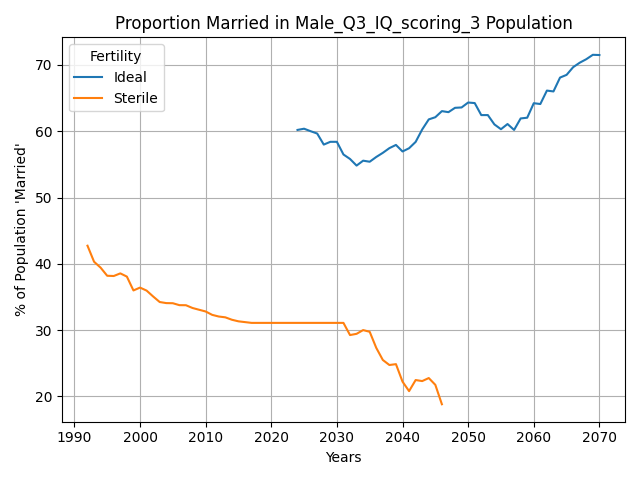 Proportion Married in Male_Q3_IQ_scoring_3 Population
Fertility
Ideal
Sterile
% of Population 'Married'
70
60
50
40
30
20
1990 2000 2010 2020 2030 2040 2050 2060 2070
Years